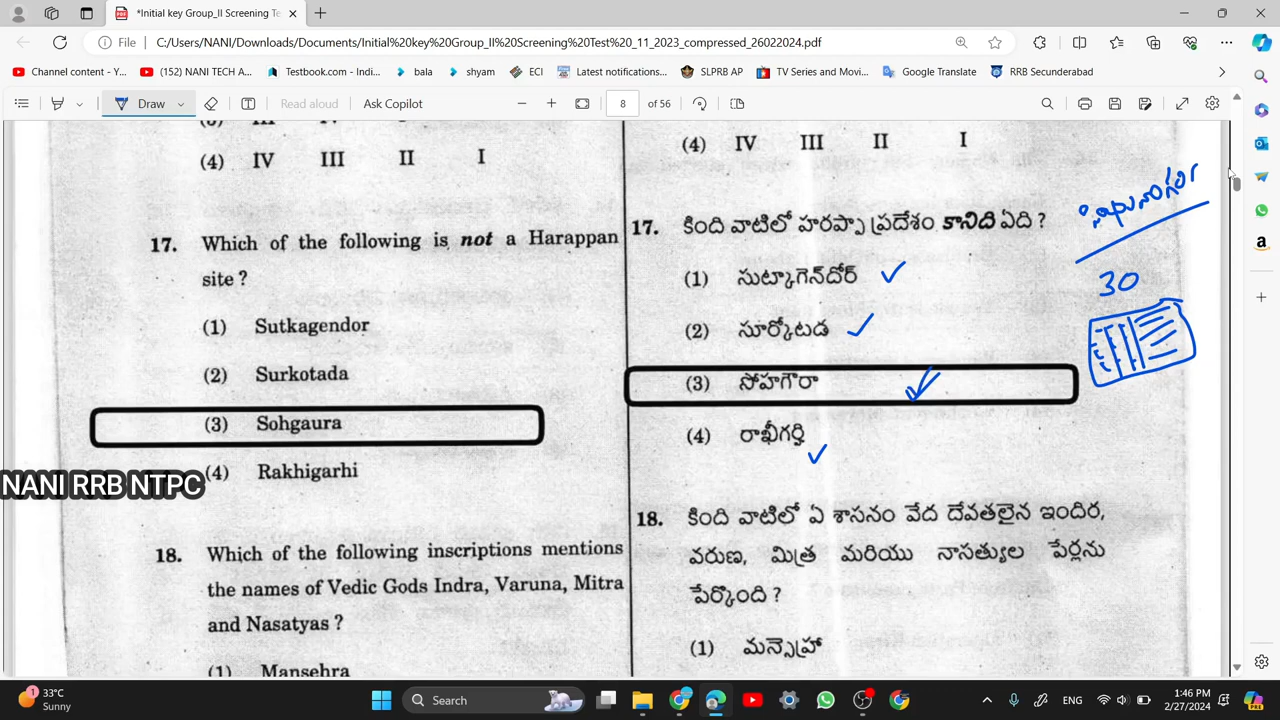 *Initial key Group_II Screening Te
File
C:/Users/NANI/Downloads/Documents/Initial%20key%20Group_II%20Screening%20Test%20_11_2023_compressed_26022024.pdf
Channel content - Y...
(152) NANI TECH A...
Testbook.com - Indi...
bala
shyam
ECI
Latest notifications...
SLPRB AP
TV Series and Movi...
Google Translate
RRB Secunderabad
Draw
Read aloud
Ask Copilot
8
of 56
(4) IV III II I
17. Which of the following is not a Harappan
site ?
(1) Sutkagendor
(2) Surkotada
(3) Sohgaura
(4) Rakhigarhi
18. Which of the following inscriptions mentions
the names of Vedic Gods Indra, Varuna, Mitra
and Nasatyas ?
(1) Mansehra
(4) IV III II I
17. కింది వాటిలో హరప్పా ప్రదేశం కానిది ఏది ?
(1) సుట్కాగెన్‌దోర్
(2) సూర్కోటడ
(3) సోహగౌరా
(4) రాఖీగర్హి
18. కింది వాటిలో ఏ శాసనం వేద దేవతలైన ఇందిర,
వరుణ, మిత్ర మరియు నాసత్యుల పేర్లను
పేర్కొంది ?
(1) మన్సెహ్రా
30
NANI RRB NTPC
33°C
Sunny
Search
ENG
1:46 PM
2/27/2024